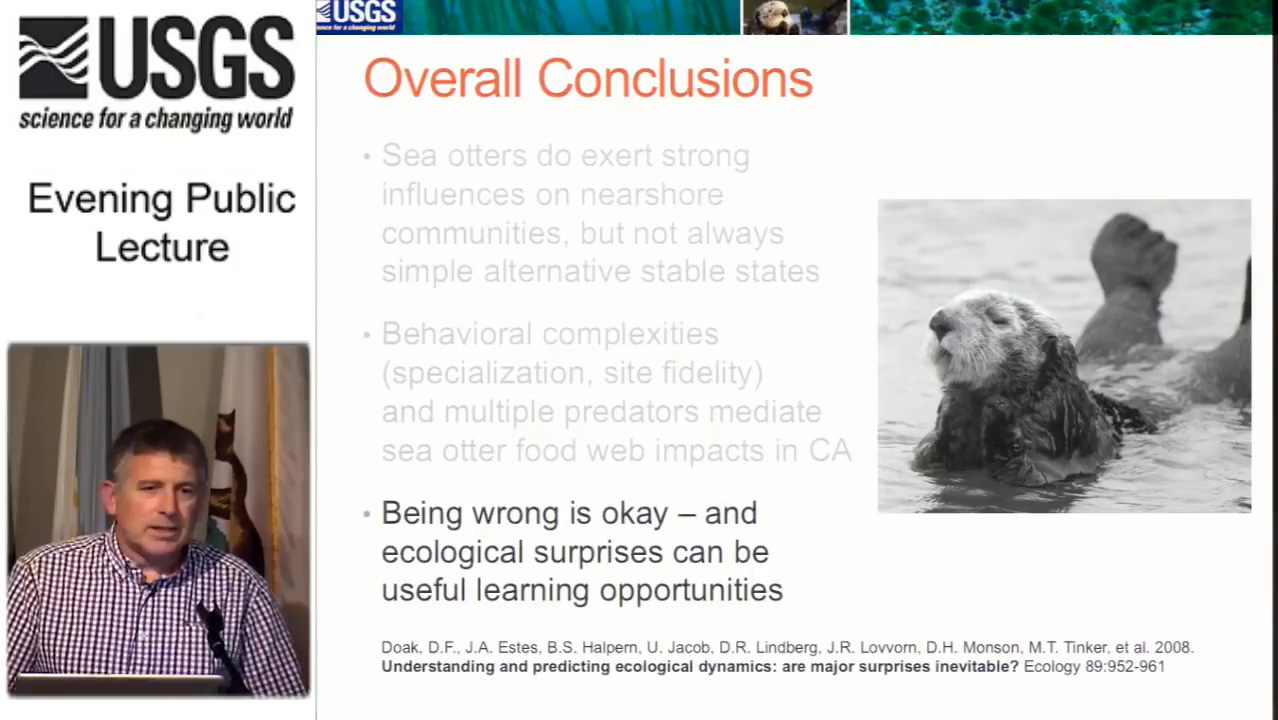 USGS
science for a changing world
Evening Public
Lecture
USGS
science for a changing world
Overall Conclusions
• Sea otters do exert strong
influences on nearshore
communities, but not always
simple alternative stable states
• Behavioral complexities
(specialization, site fidelity)
and multiple predators mediate
sea otter food web impacts in CA
• Being wrong is okay – and
ecological surprises can be
useful learning opportunities
Doak, D.F., J.A. Estes, B.S. Halpern, U. Jacob, D.R. Lindberg, J.R. Lovvorn, D.H. Monson, M.T. Tinker, et al. 2008.
Understanding and predicting ecological dynamics: are major surprises inevitable? Ecology 89:952-961